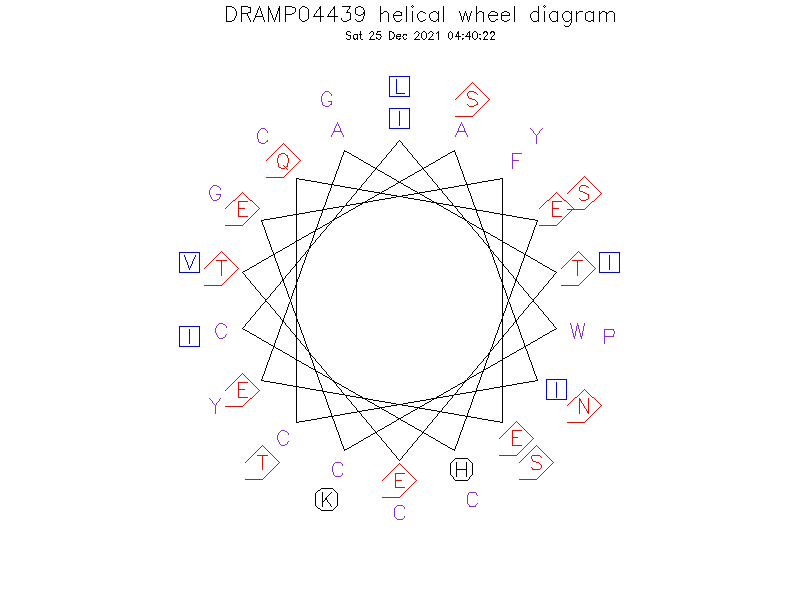 DRAMP04439 helical wheel diagram
Sat 25 Dec 2021 04:40:22
L
G S
I
A A
C Y
Q F
G E E S
V T T I
I C W P
Y E I N
C E
T C H S
K E C
C